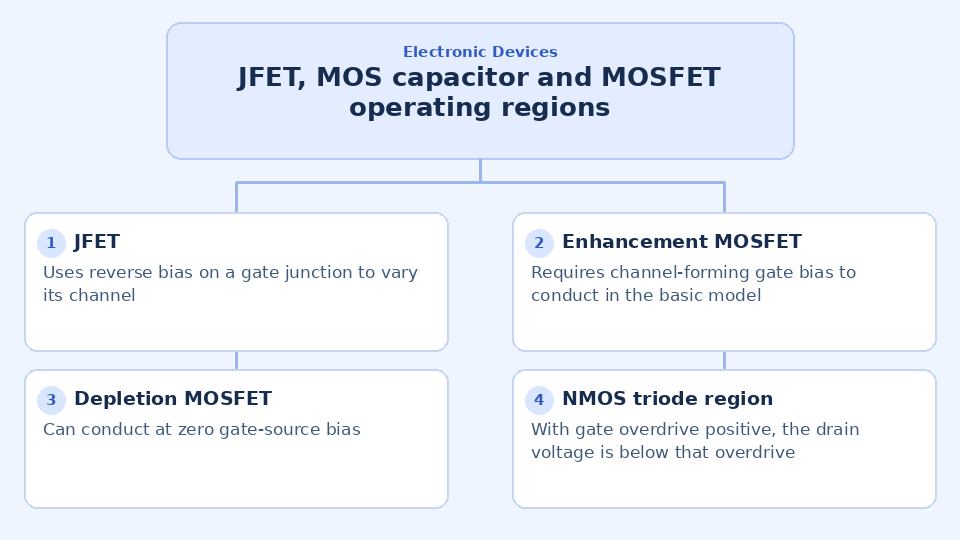 Electronic Devices
JFET, MOS capacitor and MOSFET
operating regions
1 JFET
Uses reverse bias on a gate junction to vary
its channel
2 Enhancement MOSFET
Requires channel-forming gate bias to
conduct in the basic model
3 Depletion MOSFET
Can conduct at zero gate-source bias
4 NMOS triode region
With gate overdrive positive, the drain
voltage is below that overdrive